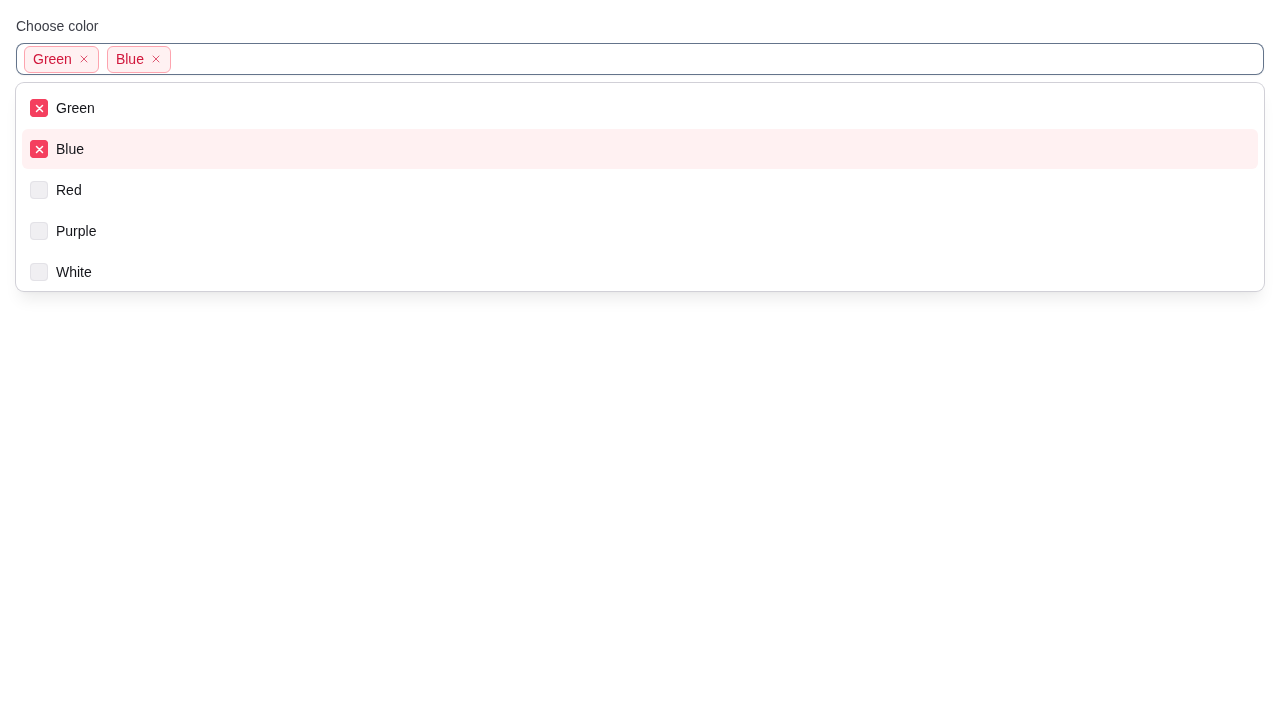 Choose color
Green Blue
Green
Blue
Red
Purple
White